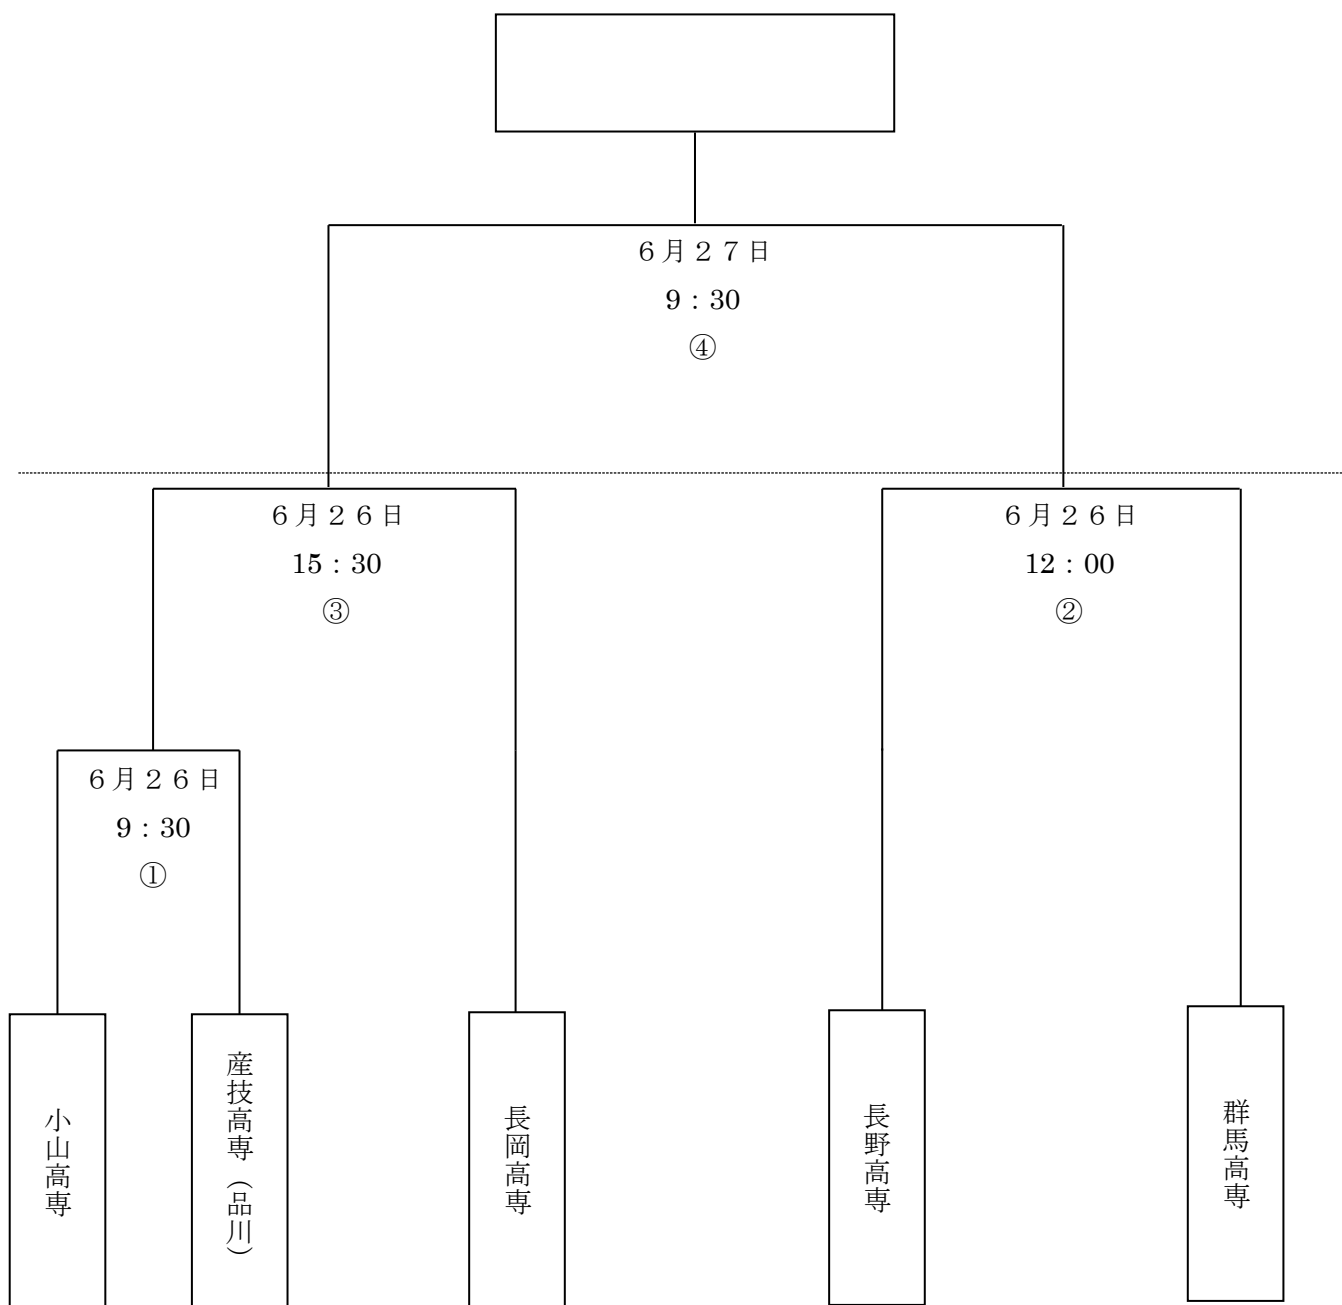 ６月２７日
9：30
④
６月２６日
15：30
③
６月２６日
12：00
②
６月２６日
9：30
①
小山高専
産技高専（品川）
長岡高専
長野高専
群馬高専